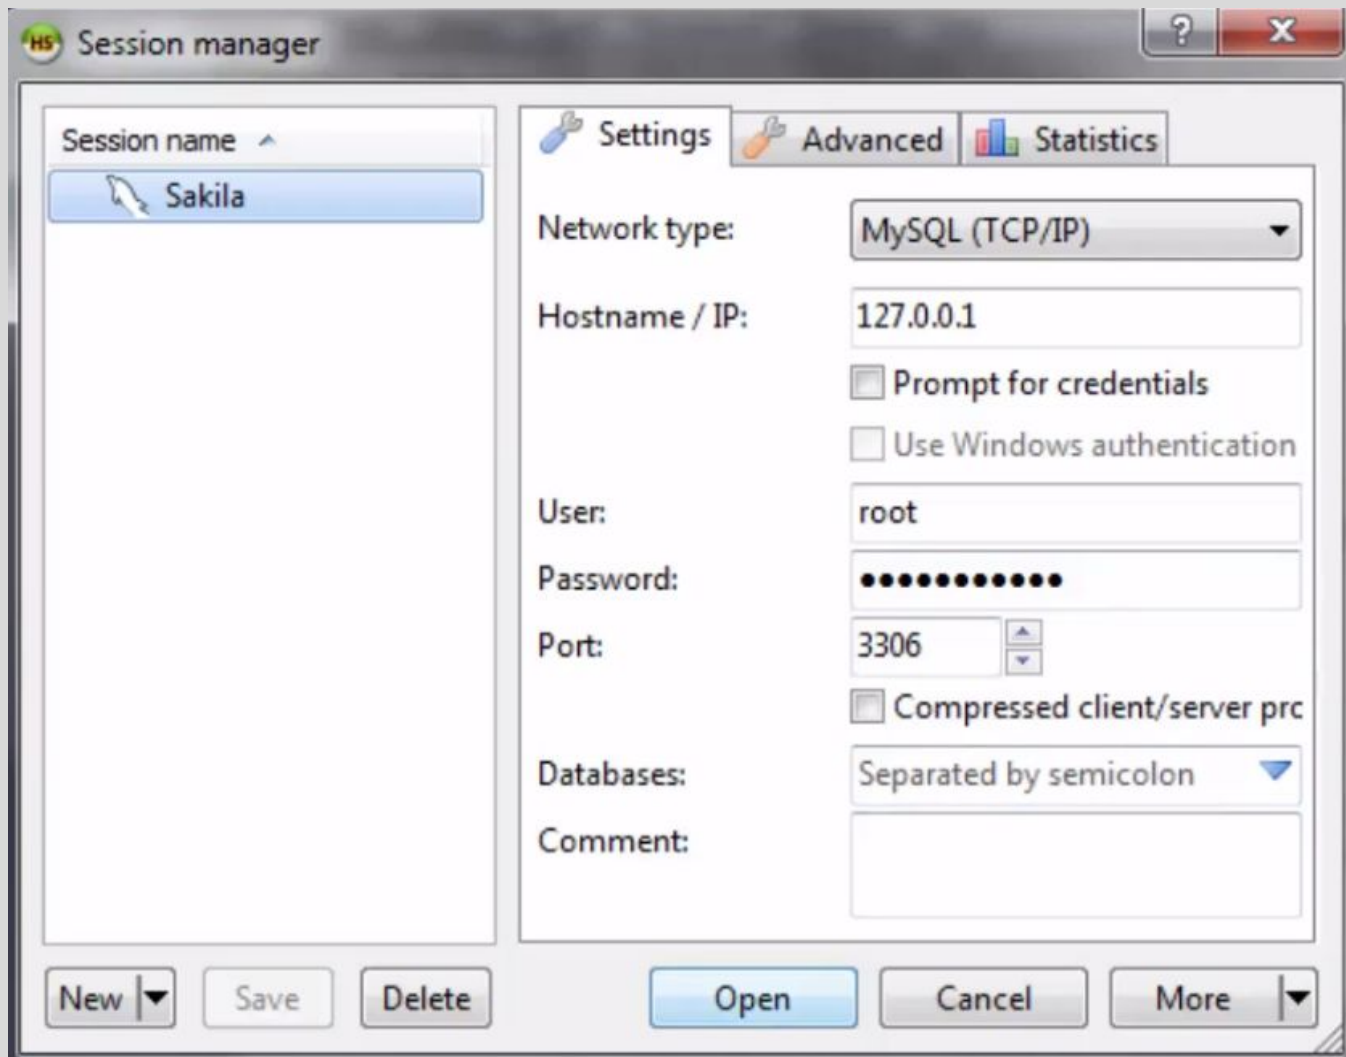 HS Session manager ? X
Session name
Sakila
Settings Advanced Statistics
Network type: MySQL (TCP/IP)
Hostname / IP: 127.0.0.1
Prompt for credentials
Use Windows authentication
User: root
Password: ●●●●●●●●●●●
Port: 3306
Compressed client/server prc
Databases: Separated by semicolon
Comment:
New Save Delete Open Cancel More